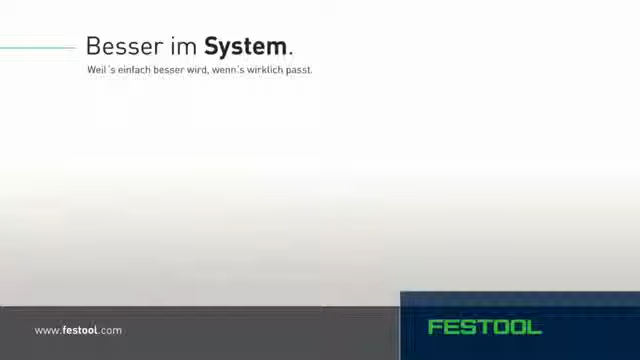 Besser im System.
Weil's einfach besser wird, wenn's wirklich passt.
www.festool.com
FESTOOL